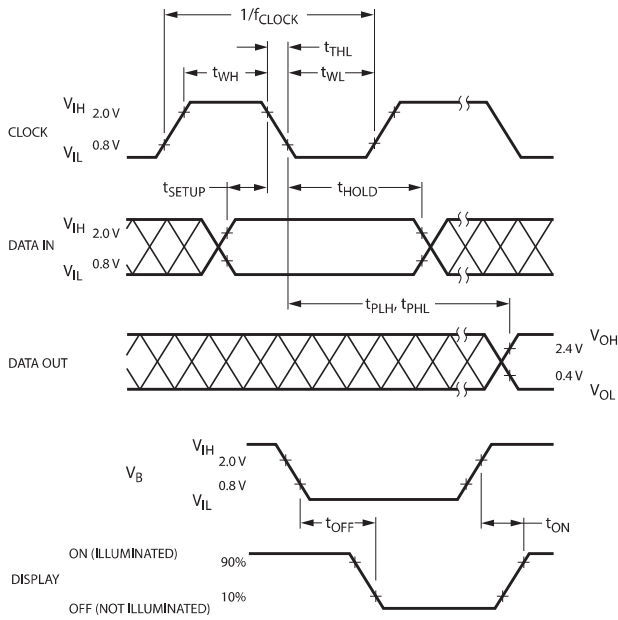 1/fCLOCK
tTHL
tWH
tWL
VIH 2.0 V
CLOCK
VIL 0.8 V
tSETUP
tHOLD
VIH 2.0 V
DATA IN
VIL 0.8 V
tPLH, tPHL
VOH
2.4 V
DATA OUT
0.4 V
VOL
VIH 2.0 V
VB
VIL 0.8 V
tOFF
tON
ON (ILLUMINATED)
90%
DISPLAY
10%
OFF (NOT ILLUMINATED)